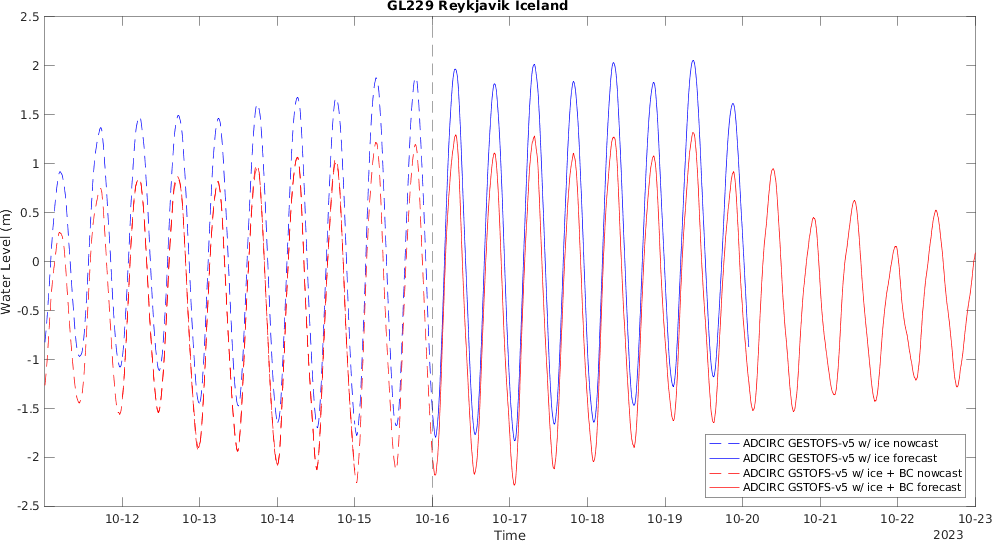 GL229 Reykjavik Iceland
2.5
2
1.5
1
0.5
0
-0.5
-1
-1.5
-2
-2.5
Water Level (m)
10-12 10-13 10-14 10-15 10-16 10-17 10-18 10-19 10-20 10-21 10-22 10-23
2023
Time
ADCIRC GESTOFS-v5 w/ ice nowcast
ADCIRC GESTOFS-v5 w/ ice forecast
ADCIRC GSTOFS-v5 w/ ice + BC nowcast
ADCIRC GSTOFS-v5 w/ ice + BC forecast